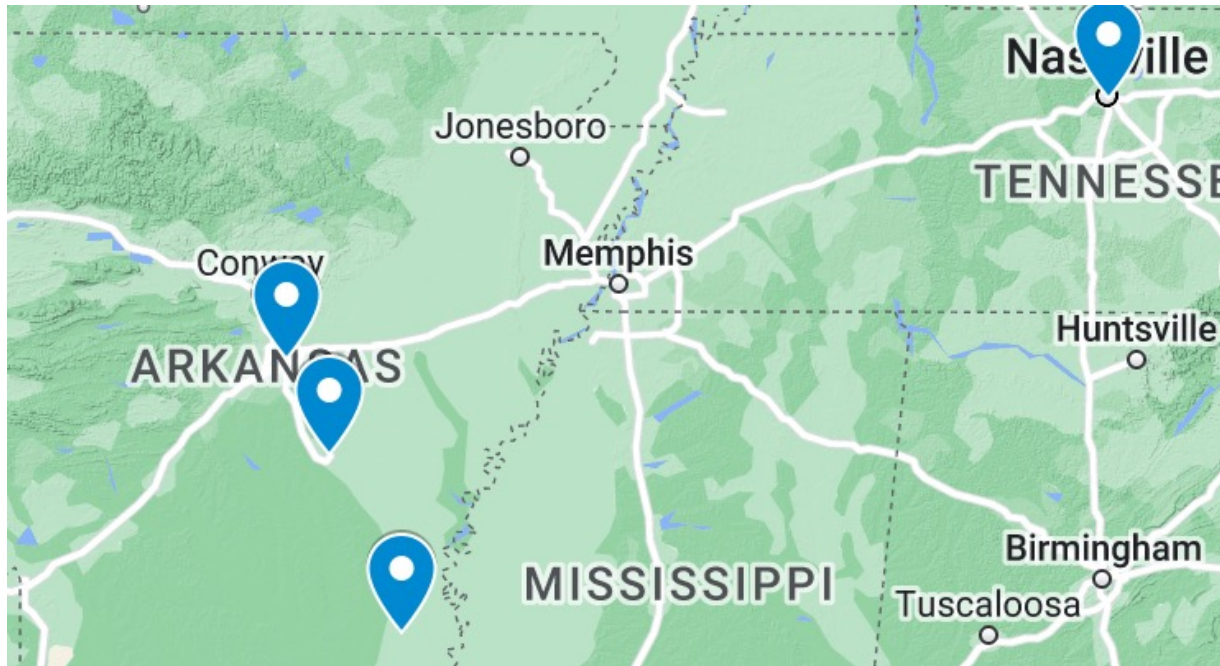 Nashville
Jonesboro
TENNESSE
Memphis
Conway
Huntsville
ARKANSAS
Birmingham
MISSISSIPPI
Tuscaloosa